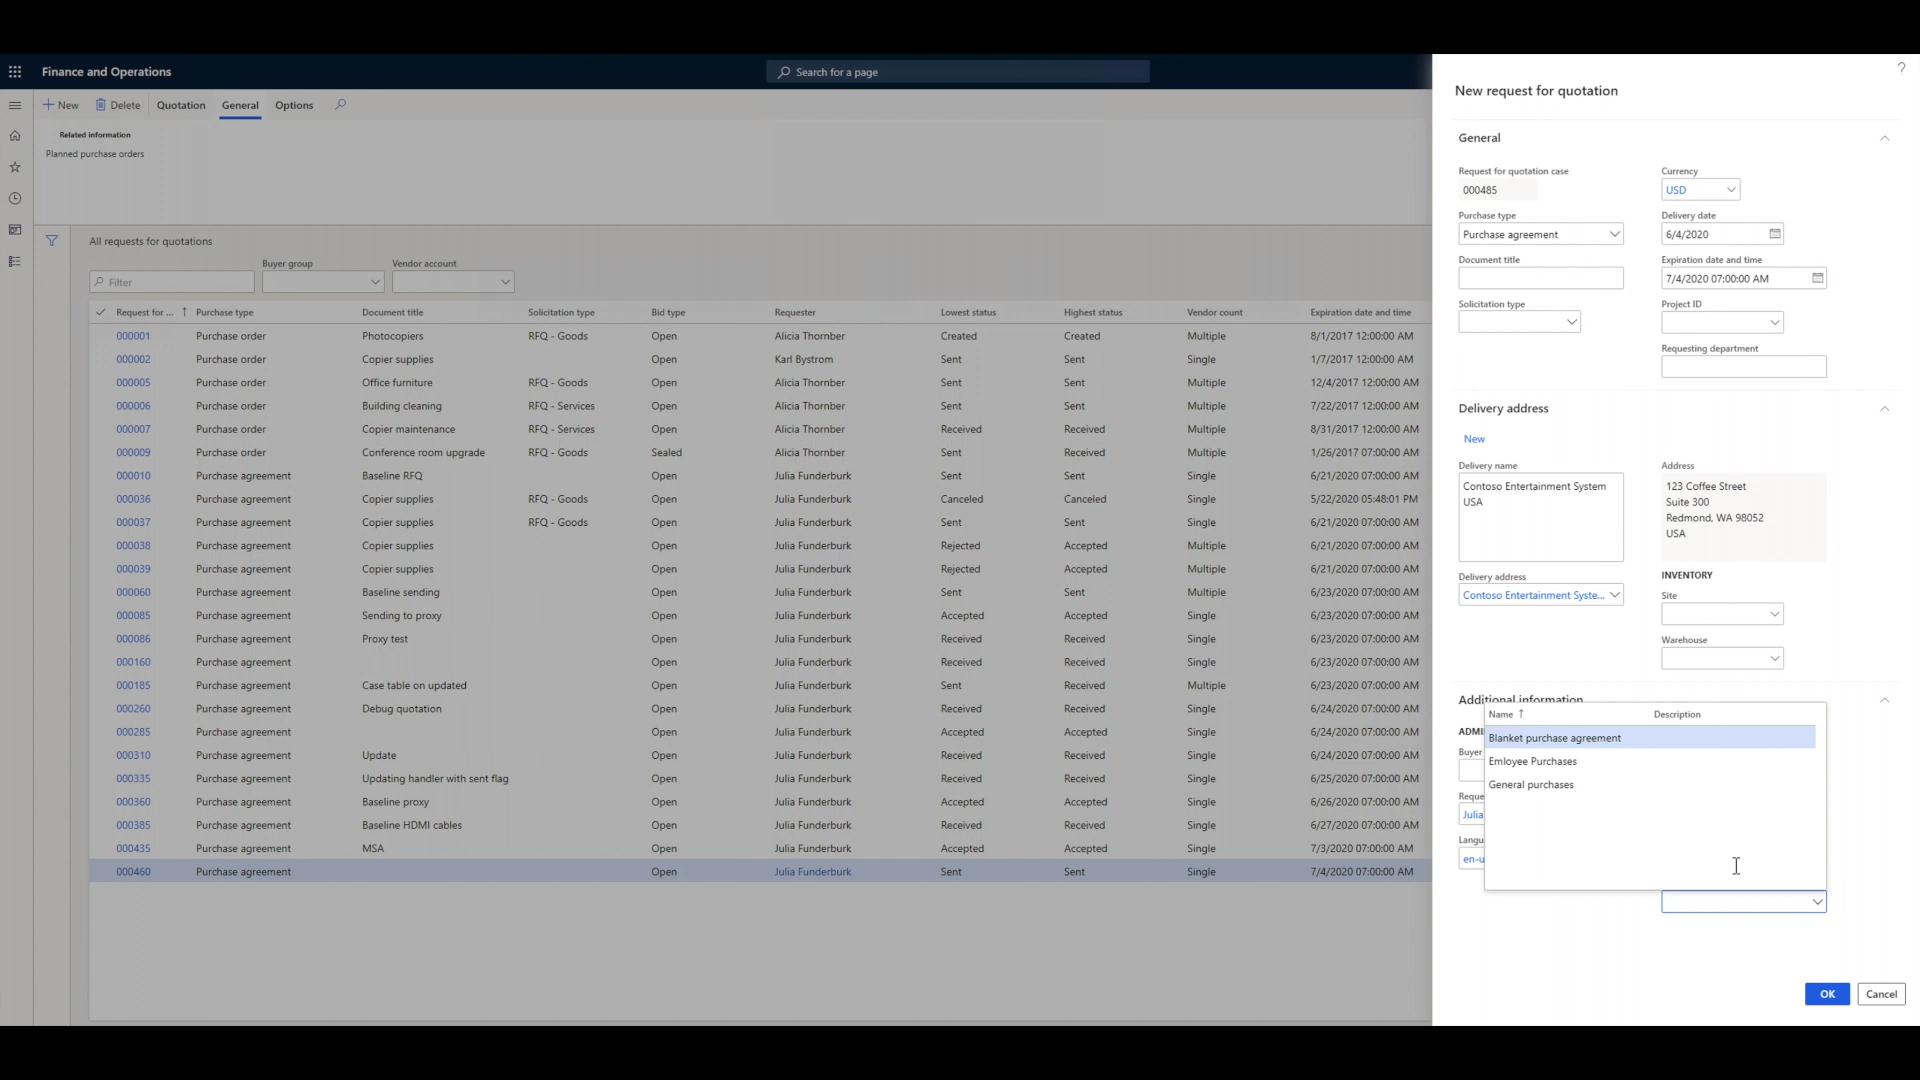 Finance and Operations
Search for a page
?
New
Delete
Quotation
General
Options
Related information
Planned purchase orders
All requests for quotations
Buyer group
Vendor account
Filter
Request for ... ↑ Purchase type Document title Solicitation type Bid type Requester Lowest status Highest status Vendor count Expiration date and time
000001 Purchase order Photocopiers RFQ - Goods Open Alicia Thornber Created Created Multiple 8/1/2017 12:00:00 AM
000002 Purchase order Copier supplies Open Karl Bystrom Sent Sent Single 1/7/2017 12:00:00 AM
000005 Purchase order Office furniture RFQ - Goods Open Alicia Thornber Sent Sent Multiple 12/4/2017 12:00:00 AM
000006 Purchase order Building cleaning RFQ - Services Open Alicia Thornber Sent Sent Multiple 7/22/2017 12:00:00 AM
000007 Purchase order Copier maintenance RFQ - Services Open Alicia Thornber Received Received Multiple 8/31/2017 12:00:00 AM
000009 Purchase order Conference room upgrade RFQ - Goods Sealed Alicia Thornber Sent Received Multiple 1/26/2017 07:00:00 AM
000010 Purchase agreement Baseline RFQ Open Julia Funderburk Sent Sent Single 6/21/2020 07:00:00 AM
000036 Purchase agreement Copier supplies RFQ - Goods Open Julia Funderburk Canceled Canceled Single 5/22/2020 05:48:01 PM
000037 Purchase agreement Copier supplies RFQ - Goods Open Julia Funderburk Sent Sent Single 6/21/2020 07:00:00 AM
000038 Purchase agreement Copier supplies Open Julia Funderburk Rejected Accepted Multiple 6/21/2020 07:00:00 AM
000039 Purchase agreement Copier supplies Open Julia Funderburk Rejected Accepted Multiple 6/21/2020 07:00:00 AM
000060 Purchase agreement Baseline sending Open Julia Funderburk Sent Sent Multiple 6/23/2020 07:00:00 AM
000085 Purchase agreement Sending to proxy Open Julia Funderburk Accepted Accepted Single 6/23/2020 07:00:00 AM
000086 Purchase agreement Proxy test Open Julia Funderburk Received Received Single 6/23/2020 07:00:00 AM
000160 Purchase agreement Open Julia Funderburk Received Received Single 6/23/2020 07:00:00 AM
000185 Purchase agreement Case table on updated Open Julia Funderburk Sent Received Multiple 6/23/2020 07:00:00 AM
000260 Purchase agreement Debug quotation Open Julia Funderburk Received Received Single 6/24/2020 07:00:00 AM
000285 Purchase agreement Open Julia Funderburk Accepted Accepted Single 6/24/2020 07:00:00 AM
000310 Purchase agreement Update Open Julia Funderburk Received Received Single 6/24/2020 07:00:00 AM
000335 Purchase agreement Updating handler with sent flag Open Julia Funderburk Received Received Single 6/25/2020 07:00:00 AM
000360 Purchase agreement Baseline proxy Open Julia Funderburk Accepted Accepted Single 6/26/2020 07:00:00 AM
000385 Purchase agreement Baseline HDMI cables Open Julia Funderburk Received Received Single 6/27/2020 07:00:00 AM
000435 Purchase agreement MSA Open Julia Funderburk Accepted Accepted Single 7/3/2020 07:00:00 AM
000460 Purchase agreement Open Julia Funderburk Sent Sent Single 7/4/2020 07:00:00 AM
New request for quotation
General
Request for quotation case
000485
Purchase type
Purchase agreement
Document title
Solicitation type
Currency
USD
Delivery date
6/4/2020
Expiration date and time
7/4/2020 07:00:00 AM
Project ID
Requesting department
Delivery address
New
Delivery name
Contoso Entertainment System
USA
Delivery address
Contoso Entertainment Syste...
Address
123 Coffee Street
Suite 300
Redmond, WA 98052
USA
INVENTORY
Site
Warehouse
Additional information
ADMI
Buyer
Reque
Julia
Langu
en-u
Name ↑ Description
Blanket purchase agreement
Emloyee Purchases
General purchases
OK
Cancel